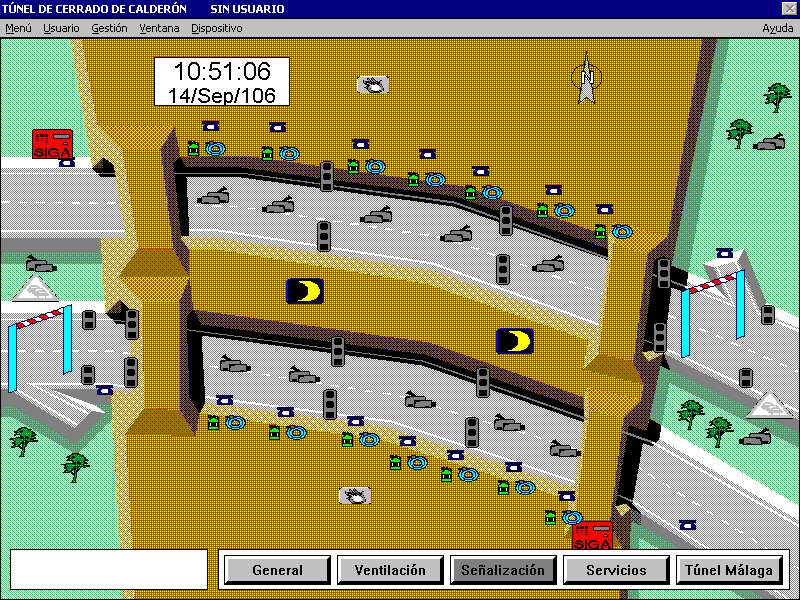 TÚNEL DE CERRADO DE CALDERÓN SIN USUARIO
Menú Usuario Gestión Ventana Dispositivo Ayuda
10:51:06
14/Sep/106
N
SIGA
SIGA
General Ventilación Señalización Servicios Túnel Málaga